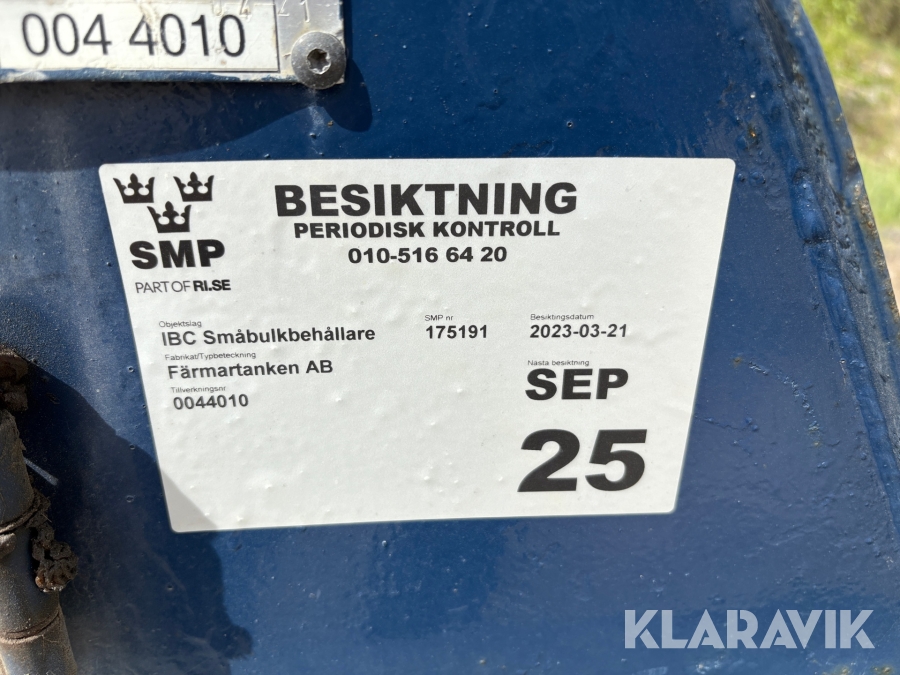 004 4010
BESIKTNING
PERIODISK KONTROLL
010-516 64 20
SMP
PART OF RI.SE
Objektslag
IBC Småbulkbehållare
SMP nr
175191
Besiktingsdatum
2023-03-21
Fabrikat/Typbeteckning
Färmartanken AB
Tillverkningsnr
0044010
Nästa besiktning
SEP
25
KLARAVIK